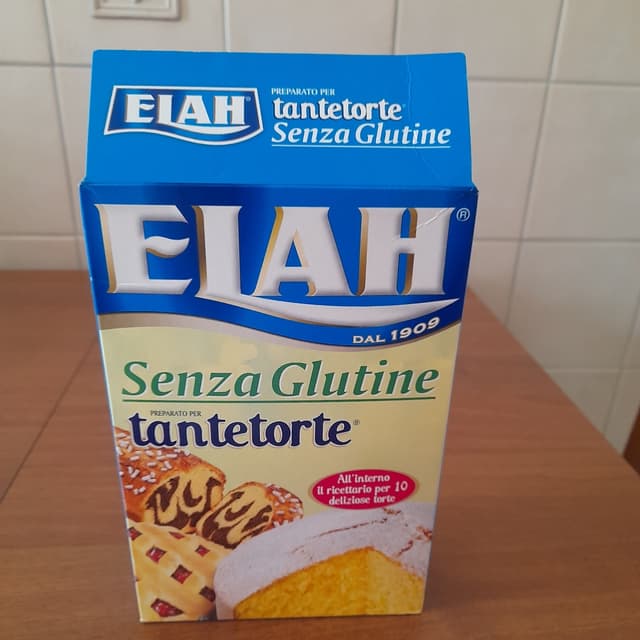 ELAH®
PREPARATO PER
tantetorte®
Senza Glutine
ELAH®
DAL 1909
Senza Glutine
PREPARATO PER
tantetorte®
All'interno
il ricettario per 10
deliziose torte